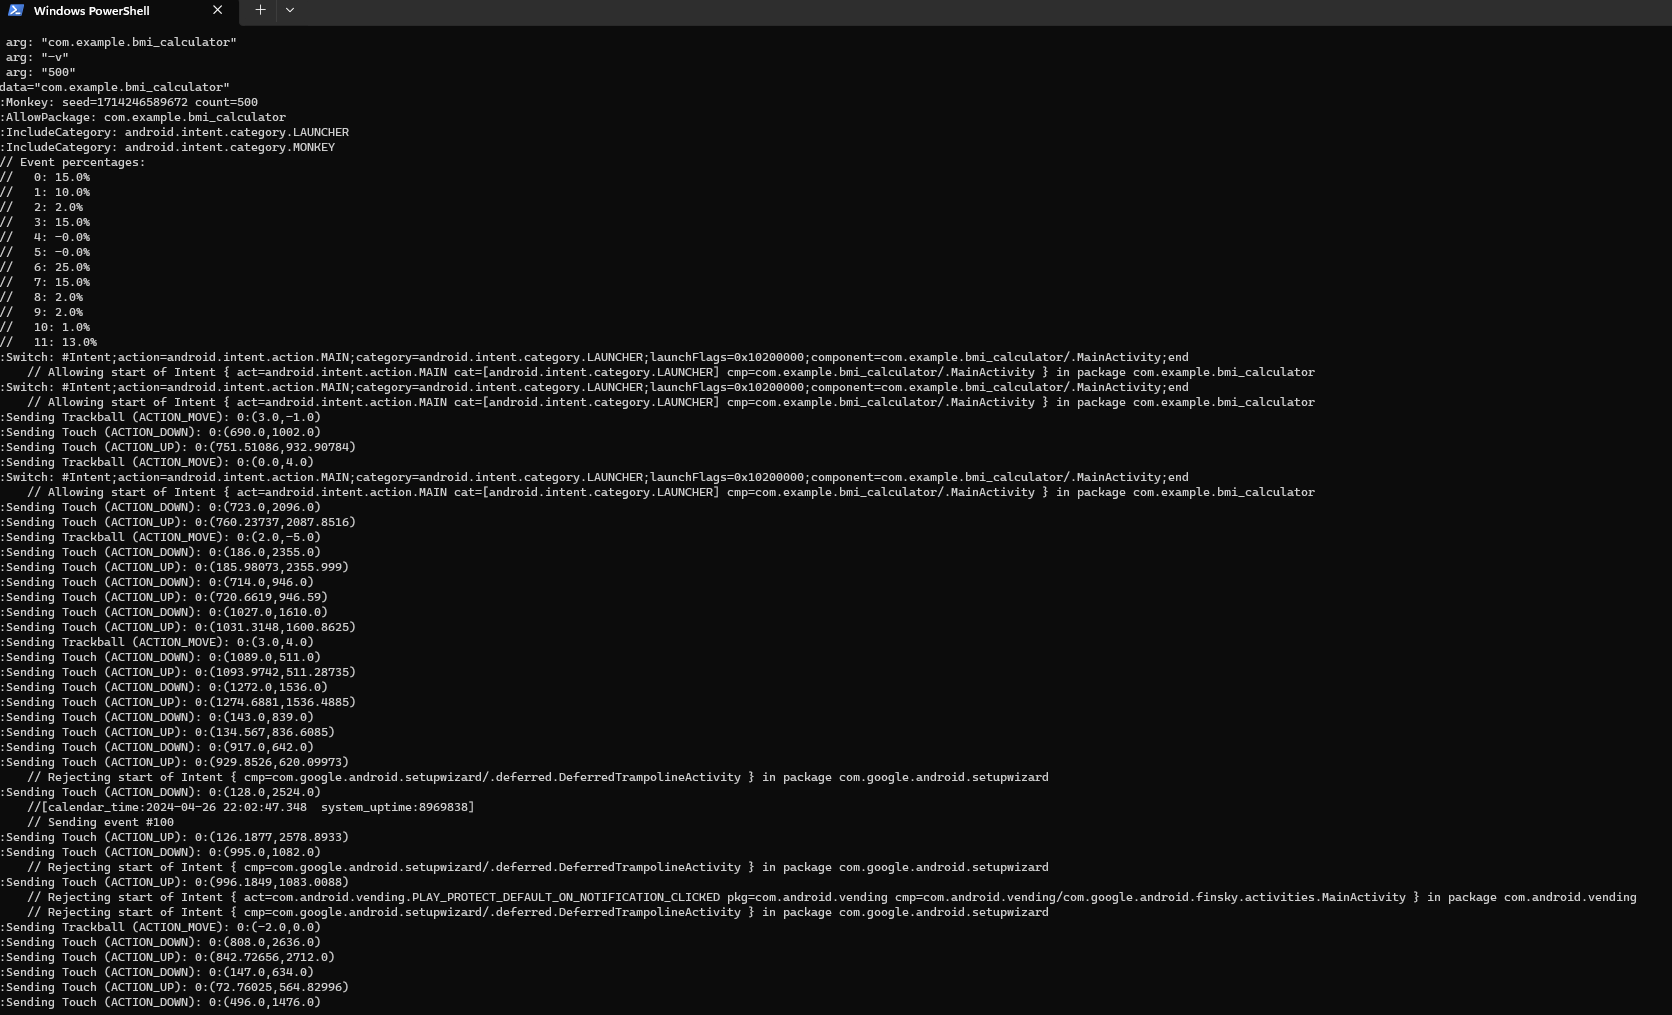 Windows PowerShell
arg: "com.example.bmi_calculator"
arg: "-v"
arg: "500"
data="com.example.bmi_calculator"
:Monkey: seed=1714246589672 count=500
:AllowPackage: com.example.bmi_calculator
:IncludeCategory: android.intent.category.LAUNCHER
:IncludeCategory: android.intent.category.MONKEY
// Event percentages:
//   0: 15.0%
//   1: 10.0%
//   2: 2.0%
//   3: 15.0%
//   4: -0.0%
//   5: -0.0%
//   6: 25.0%
//   7: 15.0%
//   8: 2.0%
//   9: 2.0%
//   10: 1.0%
//   11: 13.0%
:Switch: #Intent;action=android.intent.action.MAIN;category=android.intent.category.LAUNCHER;launchFlags=0x10200000;component=com.example.bmi_calculator/.MainActivity;end
    // Allowing start of Intent { act=android.intent.action.MAIN cat=[android.intent.category.LAUNCHER] cmp=com.example.bmi_calculator/.MainActivity } in package com.example.bmi_calculator
:Switch: #Intent;action=android.intent.action.MAIN;category=android.intent.category.LAUNCHER;launchFlags=0x10200000;component=com.example.bmi_calculator/.MainActivity;end
    // Allowing start of Intent { act=android.intent.action.MAIN cat=[android.intent.category.LAUNCHER] cmp=com.example.bmi_calculator/.MainActivity } in package com.example.bmi_calculator
:Sending Trackball (ACTION_MOVE): 0:(3.0,-1.0)
:Sending Touch (ACTION_DOWN): 0:(690.0,1002.0)
:Sending Touch (ACTION_UP): 0:(751.51086,932.90784)
:Sending Trackball (ACTION_MOVE): 0:(0.0,4.0)
:Switch: #Intent;action=android.intent.action.MAIN;category=android.intent.category.LAUNCHER;launchFlags=0x10200000;component=com.example.bmi_calculator/.MainActivity;end
    // Allowing start of Intent { act=android.intent.action.MAIN cat=[android.intent.category.LAUNCHER] cmp=com.example.bmi_calculator/.MainActivity } in package com.example.bmi_calculator
:Sending Touch (ACTION_DOWN): 0:(723.0,2096.0)
:Sending Touch (ACTION_UP): 0:(760.23737,2087.8516)
:Sending Trackball (ACTION_MOVE): 0:(2.0,-5.0)
:Sending Touch (ACTION_DOWN): 0:(186.0,2355.0)
:Sending Touch (ACTION_UP): 0:(185.98073,2355.999)
:Sending Touch (ACTION_DOWN): 0:(714.0,946.0)
:Sending Touch (ACTION_UP): 0:(720.6619,946.59)
:Sending Touch (ACTION_DOWN): 0:(1027.0,1610.0)
:Sending Touch (ACTION_UP): 0:(1031.3148,1600.8625)
:Sending Trackball (ACTION_MOVE): 0:(3.0,4.0)
:Sending Touch (ACTION_DOWN): 0:(1089.0,511.0)
:Sending Touch (ACTION_UP): 0:(1093.9742,511.28735)
:Sending Touch (ACTION_DOWN): 0:(1272.0,1536.0)
:Sending Touch (ACTION_UP): 0:(1274.6881,1536.4885)
:Sending Touch (ACTION_DOWN): 0:(143.0,839.0)
:Sending Touch (ACTION_UP): 0:(134.567,836.6085)
:Sending Touch (ACTION_DOWN): 0:(917.0,642.0)
:Sending Touch (ACTION_UP): 0:(929.8526,620.09973)
    // Rejecting start of Intent { cmp=com.google.android.setupwizard/.deferred.DeferredTrampolineActivity } in package com.google.android.setupwizard
:Sending Touch (ACTION_DOWN): 0:(128.0,2524.0)
    //[calendar_time:2024-04-26 22:02:47.348  system_uptime:8969838]
    // Sending event #100
:Sending Touch (ACTION_UP): 0:(126.1877,2578.8933)
:Sending Touch (ACTION_DOWN): 0:(995.0,1082.0)
    // Rejecting start of Intent { cmp=com.google.android.setupwizard/.deferred.DeferredTrampolineActivity } in package com.google.android.setupwizard
:Sending Touch (ACTION_UP): 0:(996.1849,1083.0088)
    // Rejecting start of Intent { act=com.android.vending.PLAY_PROTECT_DEFAULT_ON_NOTIFICATION_CLICKED pkg=com.android.vending cmp=com.android.vending/com.google.android.finsky.activities.MainActivity } in package com.android.vending
    // Rejecting start of Intent { cmp=com.google.android.setupwizard/.deferred.DeferredTrampolineActivity } in package com.google.android.setupwizard
:Sending Trackball (ACTION_MOVE): 0:(-2.0,0.0)
:Sending Touch (ACTION_DOWN): 0:(808.0,2636.0)
:Sending Touch (ACTION_UP): 0:(842.72656,2712.0)
:Sending Touch (ACTION_DOWN): 0:(147.0,634.0)
:Sending Touch (ACTION_UP): 0:(72.76025,564.82996)
:Sending Touch (ACTION_DOWN): 0:(496.0,1476.0)